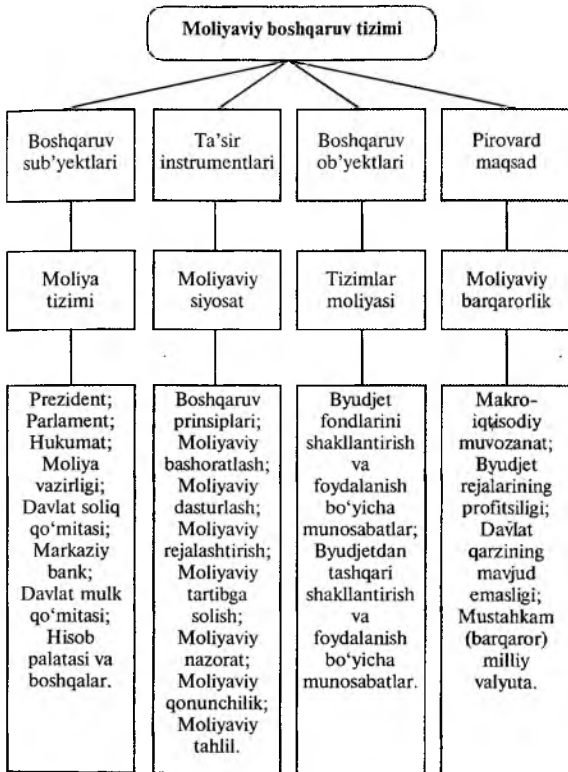 Moliyaviy boshqaruv tizimi
Boshqaruv
sub'yektlari
Ta'sir
instrumentlari
Boshqaruv
ob'yektlari
Pirovard
maqsad
Moliya
tizimi
Moliyaviy
siyosat
Tizimlar
moliyasi
Moliyaviy
barqarorlik
Prezident;
Parlament;
Hukumat;
Moliya
vazirligi;
Davlat soliq
qo‘mitasi;
Markaziy
bank;
Davlat mulk
qo‘mitasi;
Hisob
palatasi va
boshqalar.
Boshqaruv
prinsiplari;
Moliyaviy
bashoratlash;
Moliyaviy
dasturlash;
Moliyaviy
rejalashtirish;
Moliyaviy
tartibga
solish;
Moliyaviy
nazorat;
Moliyaviy
qonunchilik;
Moliyaviy
tahlil.
Byudjet
fondlarini
shakllantirish
va
foydalanish
bo‘yicha
munosabatlar;
Byudjetdan
tashqari
shakllantirish
va
foydalanish
bo‘yicha
munosabatlar.
Makro-
iqtisodiy
muvozanat;
Byudjet
rejalarining
profitsiligi;
Davlat
qarzining
mavjud
emasligi;
Mustahkam
(barqaror)
milliy
valyuta.